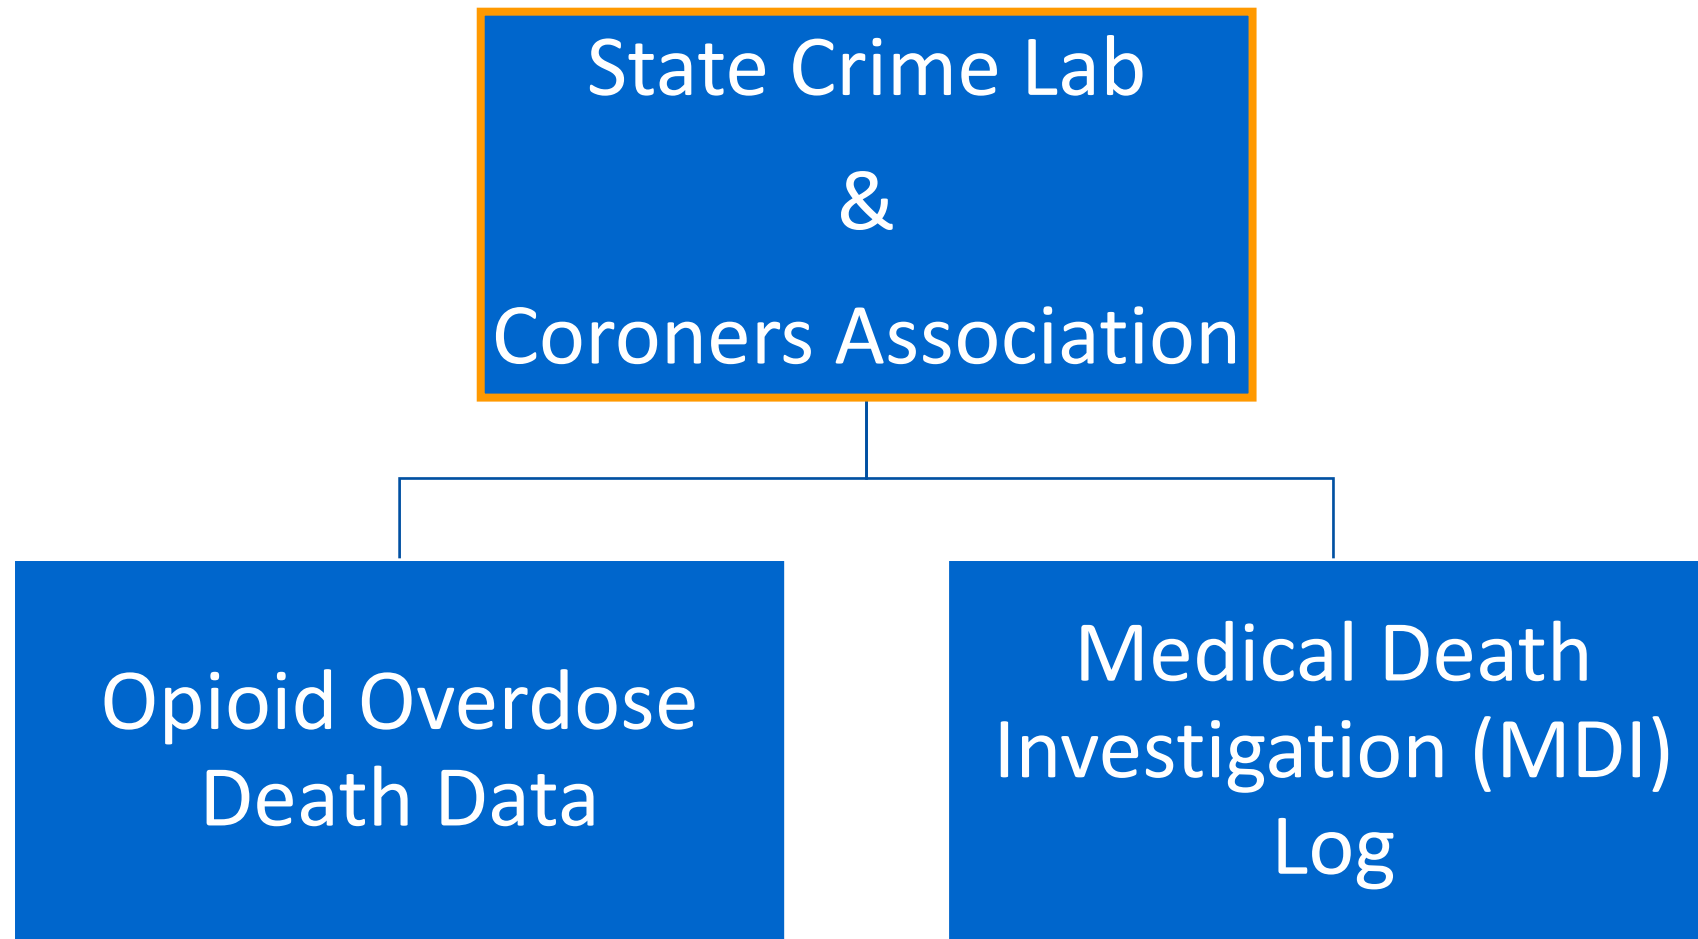 State Crime Lab
&
Coroners Association
Opioid Overdose
Death Data
Medical Death
Investigation (MDI)
Log